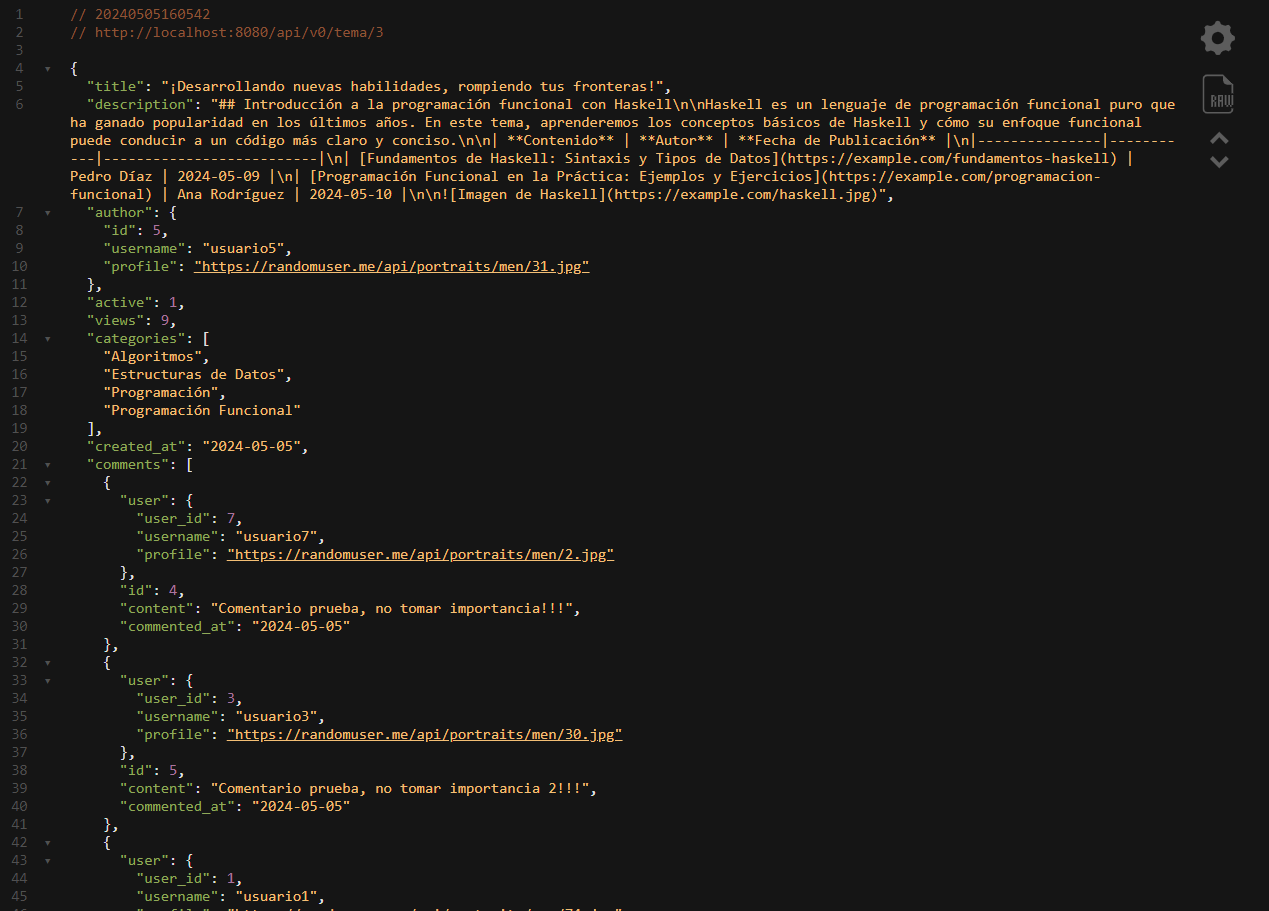 1 // 20240505160542
2 // http://localhost:8080/api/v0/tema/3
3
4 {
5 "title": "¡Desarrollando nuevas habilidades, rompiendo tus fronteras!",
6 "description": "## Introducción a la programación funcional con Haskell\n\nHaskell es un lenguaje de programación funcional puro que
ha ganado popularidad en los últimos años. En este tema, aprenderemos los conceptos básicos de Haskell y cómo su enfoque funcional
puede conducir a un código más claro y conciso.\n\n| **Contenido** | **Autor** | **Fecha de Publicación** |\n|---------------|--------
---|--------------------------|\n| [Fundamentos de Haskell: Sintaxis y Tipos de Datos](https://example.com/fundamentos-haskell) |
Pedro Díaz | 2024-05-09 |\n| [Programación Funcional en la Práctica: Ejemplos y Ejercicios](https://example.com/programacion-
funcional) | Ana Rodríguez | 2024-05-10 |\n\n![Imagen de Haskell](https://example.com/haskell.jpg)",
7 "author": {
8 "id": 5,
9 "username": "usuario5",
10 "profile": "https://randomuser.me/api/portraits/men/31.jpg"
11 },
12 "active": 1,
13 "views": 9,
14 "categories": [
15 "Algoritmos",
16 "Estructuras de Datos",
17 "Programación",
18 "Programación Funcional"
19 ],
20 "created_at": "2024-05-05",
21 "comments": [
22 {
23 "user": {
24 "user_id": 7,
25 "username": "usuario7",
26 "profile": "https://randomuser.me/api/portraits/men/2.jpg"
27 },
28 "id": 4,
29 "content": "Comentario prueba, no tomar importancia!!!",
30 "commented_at": "2024-05-05"
31 },
32 {
33 "user": {
34 "user_id": 3,
35 "username": "usuario3",
36 "profile": "https://randomuser.me/api/portraits/men/30.jpg"
37 },
38 "id": 5,
39 "content": "Comentario prueba, no tomar importancia 2!!!",
40 "commented_at": "2024-05-05"
41 },
42 {
43 "user": {
44 "user_id": 1,
45 "username": "usuario1",
RAW